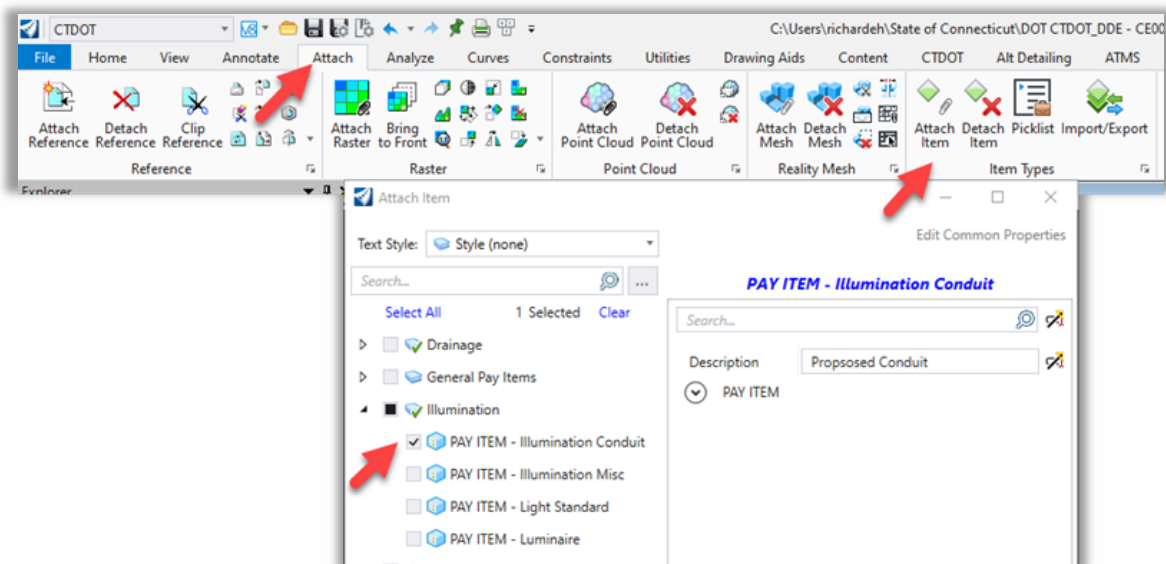 CTDOT
C:\Users\richardeh\State of Connecticut\DOT CTDOT_DDE - CE00
File Home View Annotate Attach Analyze Curves Constraints Utilities Drawing Aids Content CTDOT Alt Detailing ATMS
Attach Detach Clip Attach Bring Attach Detach Attach Detach Attach Detach Picklist Import/Export
Reference Reference Reference Raster to Front Point Cloud Point Cloud Mesh Mesh Item Item
Reference Raster Point Cloud Reality Mesh Item Types
Explorer
Attach Item
Text Style: Style (none)
Edit Common Properties
Search... ...
PAY ITEM - Illumination Conduit
Select All 1 Selected Clear
Search...
Drainage
Description Propsosed Conduit
General Pay Items
PAY ITEM
Illumination
PAY ITEM - Illumination Conduit
PAY ITEM - Illumination Misc
PAY ITEM - Light Standard
PAY ITEM - Luminaire